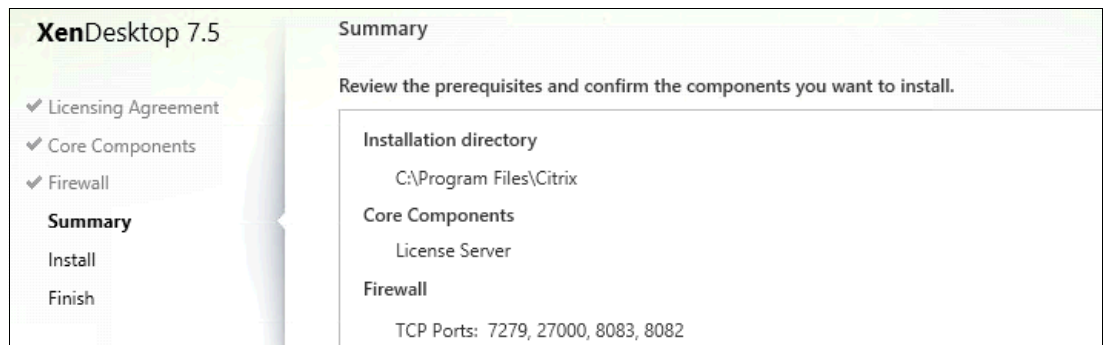 XenDesktop 7.5
Licensing Agreement
Core Components
Firewall
Summary
Install
Finish
Summary
Review the prerequisites and confirm the components you want to install.
Installation directory
C:\Program Files\Citrix
Core Components
License Server
Firewall
TCP Ports: 7279, 27000, 8083, 8082